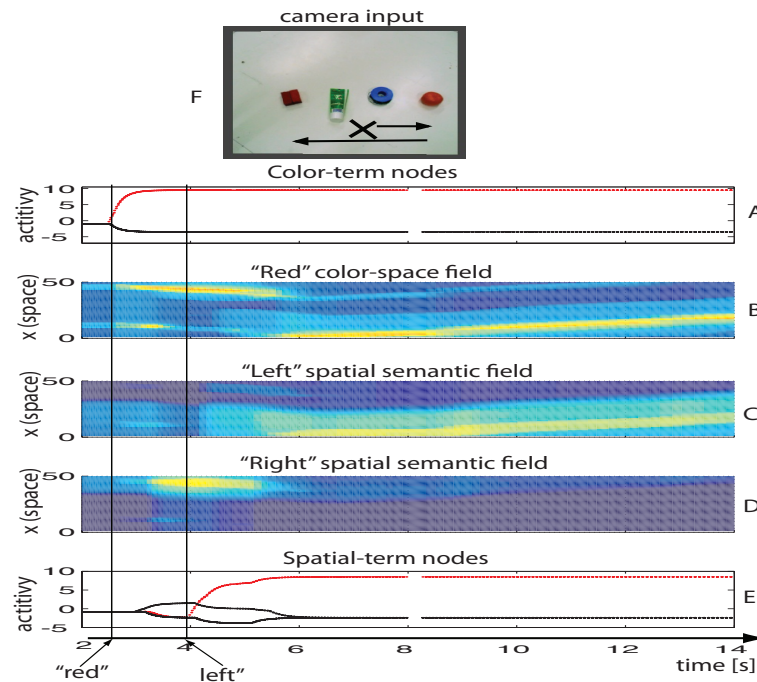 camera input
F
Color-term nodes
actitivy
10
5
0
-5
A
"Red" color-space field
x (space)
50
0
B
"Left" spatial semantic field
x (space)
50
0
C
"Right" spatial semantic field
x (space)
50
0
D
Spatial-term nodes
actitivy
10
5
0
-5
E
2 4 6 8 10 12 14
"red"
left"
time [s]